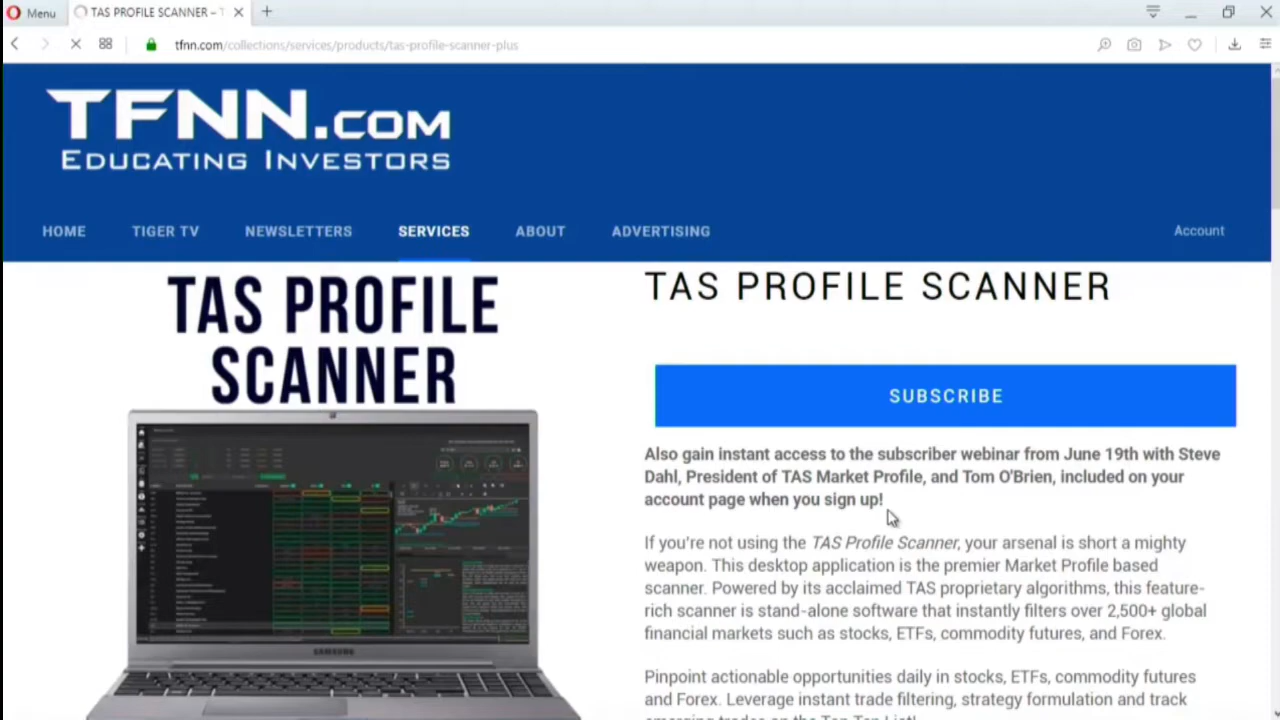 Menu
TAS PROFILE SCANNER –
tfnn.com/collections/services/products/tas-profile-scanner-plus
TFNN.COM
EDUCATING INVESTORS
HOME TIGER TV NEWSLETTERS SERVICES ABOUT ADVERTISING Account
TAS PROFILE
SCANNER
SAMSUNG
TAS PROFILE SCANNER
SUBSCRIBE
Also gain instant access to the subscriber webinar from June 19th with Steve
Dahl, President of TAS Market Profile, and Tom O'Brien, included on your
account page when you sign up!
If you're not using the TAS Profile Scanner, your arsenal is short a mighty
weapon. This desktop application is the premier Market Profile based
scanner. Powered by its acclaimed TAS proprietary algorithms, this feature-
rich scanner is stand-alone software that instantly filters over 2,500+ global
financial markets such as stocks, ETFs, commodity futures, and Forex.
Pinpoint actionable opportunities daily in stocks, ETFs, commodity futures
and Forex. Leverage instant trade filtering, strategy formulation and track
emerging trades on the Top Ten List!